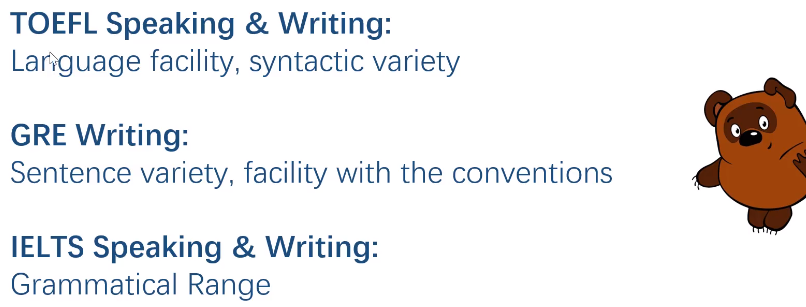 TOEFL Speaking & Writing:
Language facility, syntactic variety
GRE Writing:
Sentence variety, facility with the conventions
IELTS Speaking & Writing:
Grammatical Range